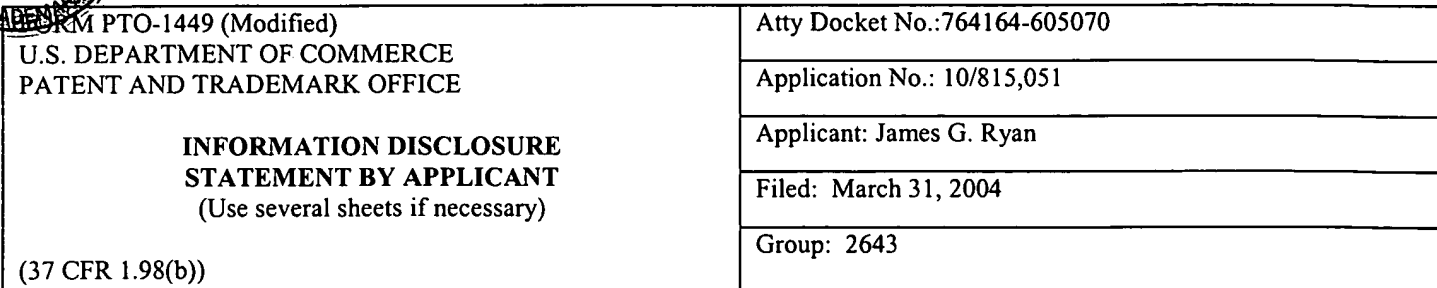 FORM PTO-1449 (Modified)
U.S. DEPARTMENT OF COMMERCE
PATENT AND TRADEMARK OFFICE
INFORMATION DISCLOSURE
STATEMENT BY APPLICANT
(Use several sheets if necessary)
(37 CFR 1.98(b))
Atty Docket No.:764164-605070
Application No.: 10/815,051
Applicant: James G. Ryan
Filed: March 31, 2004
Group: 2643